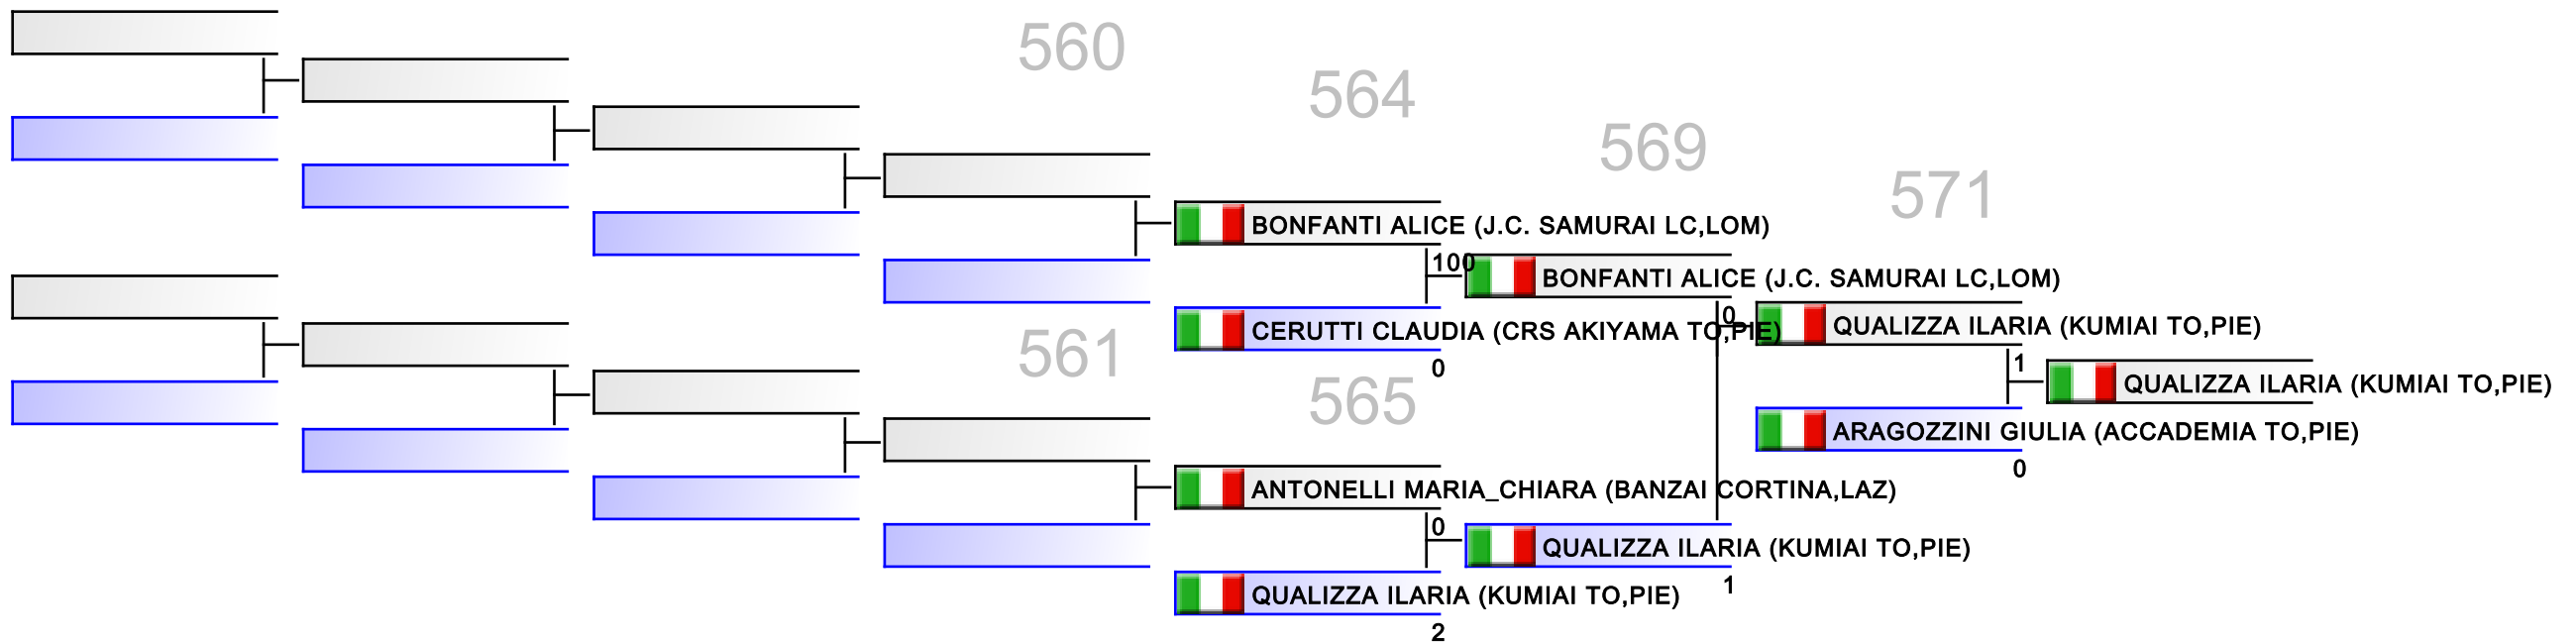 560
564
569
571
BONFANTI ALICE (J.C. SAMURAI LC,LOM)
100
BONFANTI ALICE (J.C. SAMURAI LC,LOM)
CERUTTI CLAUDIA (CRS AKIYAMA TO,PIE)
0
0
QUALIZZA ILARIA (KUMIAI TO,PIE)
561
1
QUALIZZA ILARIA (KUMIAI TO,PIE)
565
ARAGOZZINI GIULIA (ACCADEMIA TO,PIE)
0
ANTONELLI MARIA_CHIARA (BANZAI CORTINA,LAZ)
0
QUALIZZA ILARIA (KUMIAI TO,PIE)
1
QUALIZZA ILARIA (KUMIAI TO,PIE)
2